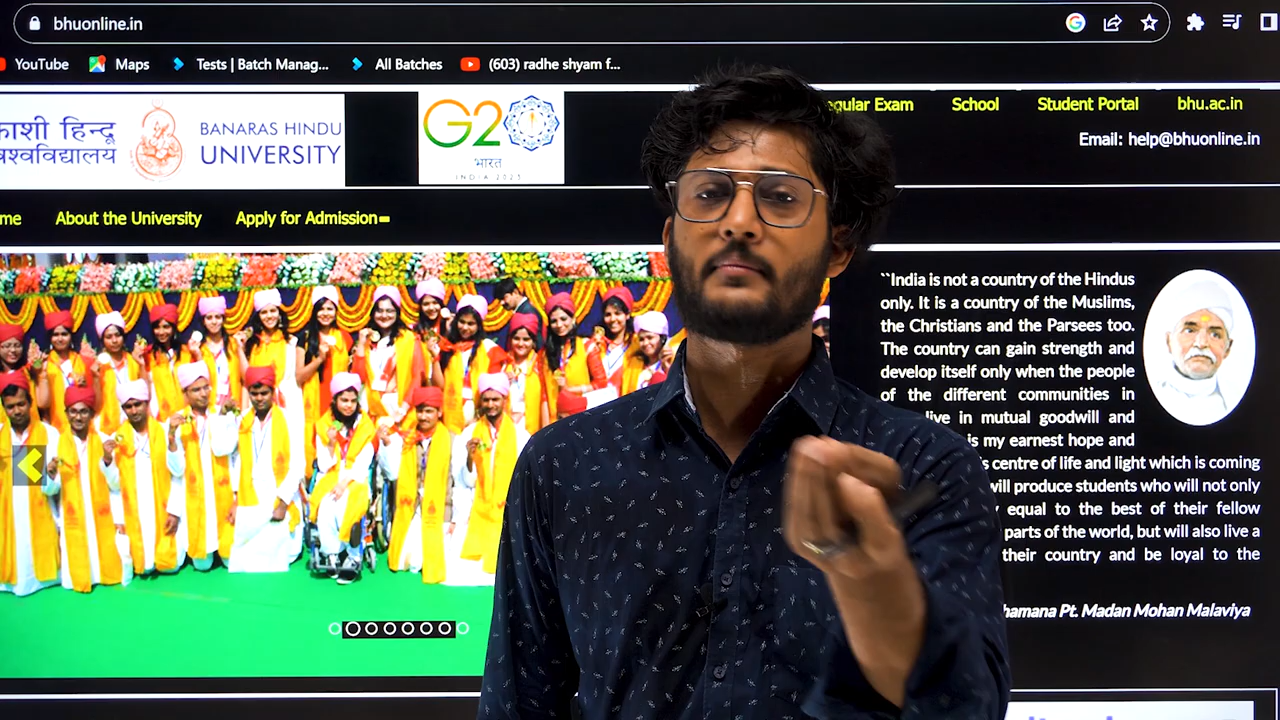 bhuonline.in
YouTube
Maps
Tests | Batch Manag...
All Batches
(603) radhe shyam f...
हिन्दू
BANARAS HINDU
UNIVERSITY
G2
भारत
INDIA 2023
Exam
School
Student Portal
bhu.ac.in
Email: help@bhuonline.in
About the University
Apply for Admission
``India is not a country of the Hindus
only. It is a country of the Muslims,
the Christians and the Parsees too.
The country can gain strength and
develop itself only when the people
of the different communities in
live in mutual goodwill and
is my earnest hope and
centre of life and light which is coming
will produce students who will not only
equal to the best of their fellow
parts of the world, but will also live a
their country and be loyal to the
Pt. Madan Mohan Malaviya